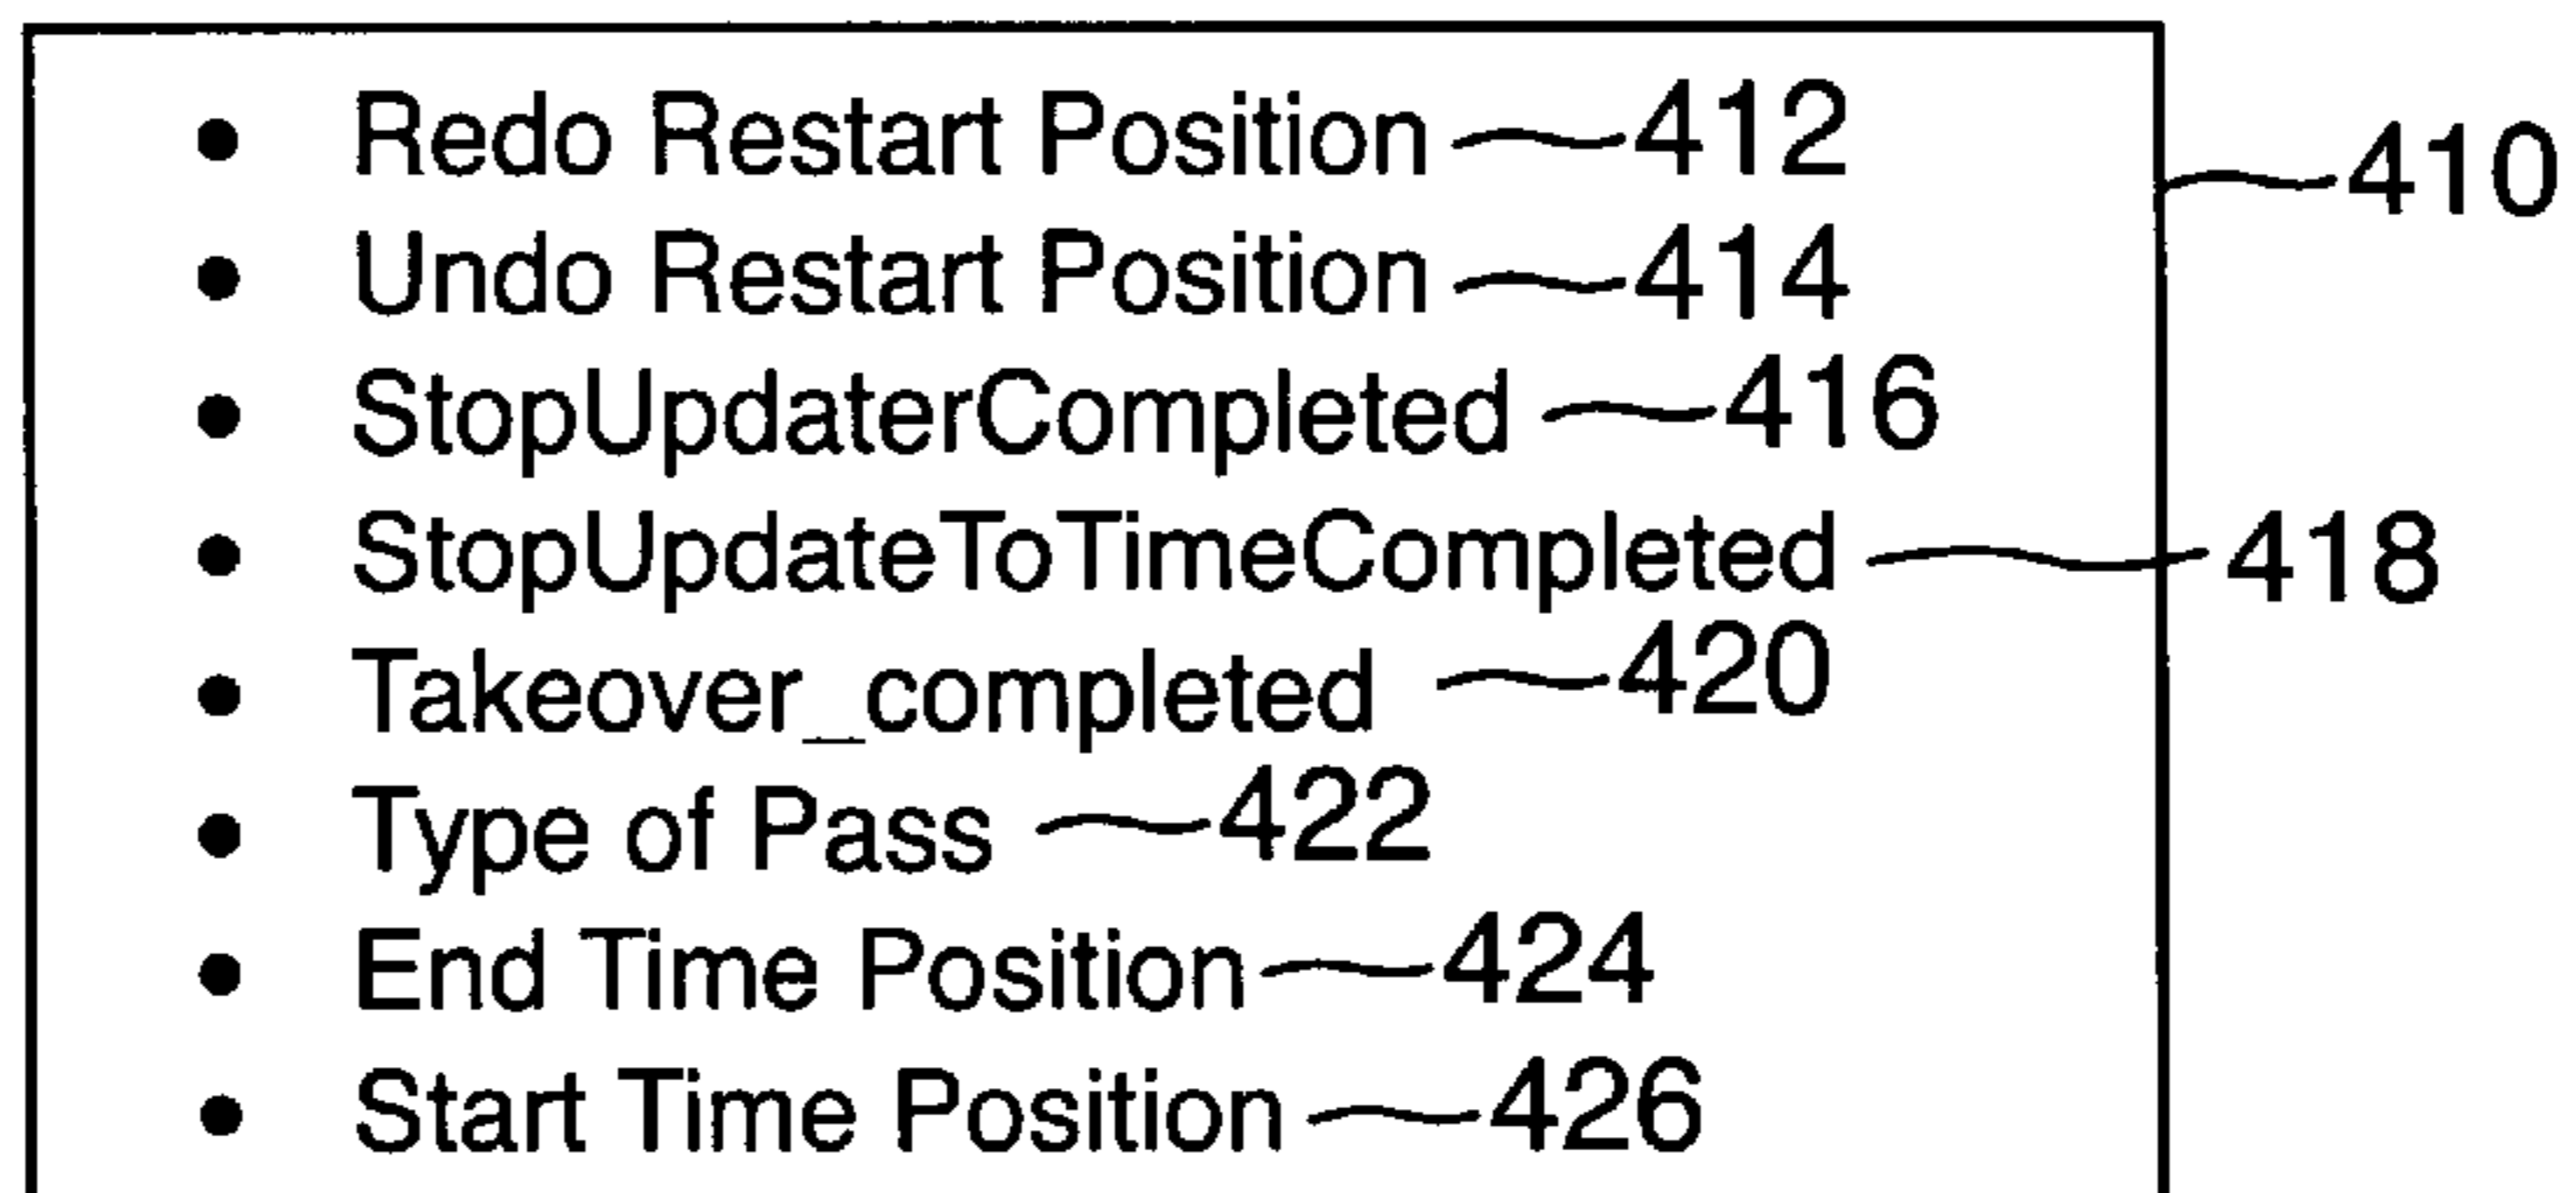 • Redo Restart Position 412
410
• Undo Restart Position 414
• StopUpdaterCompleted 416
• StopUpdateToTimeCompleted 418
• Takeover_completed 420
• Type of Pass 422
• End Time Position 424
• Start Time Position 426